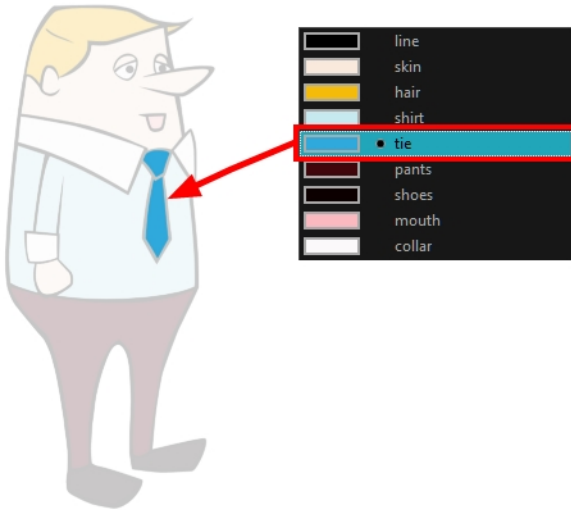 line
skin
hair
shirt
tie
pants
shoes
mouth
collar